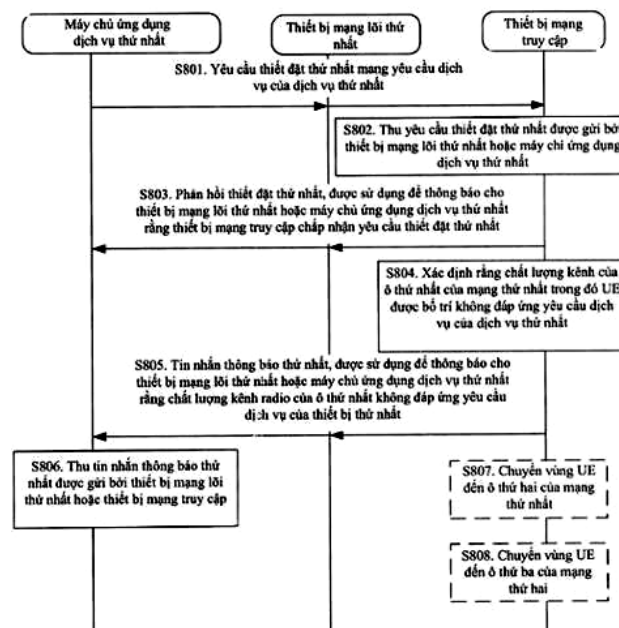 Máy chủ ứng dụng
dịch vụ thứ nhất
Thiết bị mạng lõi thứ
nhất
Thiết bị mạng
truy cập
S801. Yêu cầu thiết đặt thứ nhất mang yêu cầu dịch
vụ của dịch vụ thứ nhất
S802. Thu yêu cầu thiết đặt thứ nhất được gửi bởi
thiết bị mạng lõi thứ nhất hoặc máy chi ứng dụng
dịch vụ thứ nhất
S803. Phản hồi thiết đặt thứ nhất, được sử dụng để thông báo cho
thiết bị mạng lõi thứ nhất hoặc máy chủ ứng dụng dịch vụ thứ nhất
rằng thiết bị mạng truy cập chấp nhận yêu cầu thiết đặt thứ nhất
S804. Xác định rằng chất lượng kênh của
ô thứ nhất của mạng thứ nhất trong đó UE
được bố trí không đáp ứng yêu cầu dịch
vụ của dịch vụ thứ nhất
S805. Tin nhắn thông báo thứ nhất, được sử dụng để thông báo cho
thiết bị mạng lõi thứ nhất hoặc máy chủ ứng dụng dịch vụ thứ nhất
rằng chất lượng kênh radio của ô thứ nhất không đáp ứng yêu cầu
dịch vụ của thiết bị thứ nhất
S806. Thu tin nhắn thông báo thứ
nhất được gửi bởi thiết bị mạng lõi
thứ nhất hoặc thiết bị mạng truy cập
S807. Chuyển vùng UE
đến ô thứ hai của mạng
thứ nhất
S808. Chuyển vùng UE
đến ô thứ ba của mạng
thứ hai